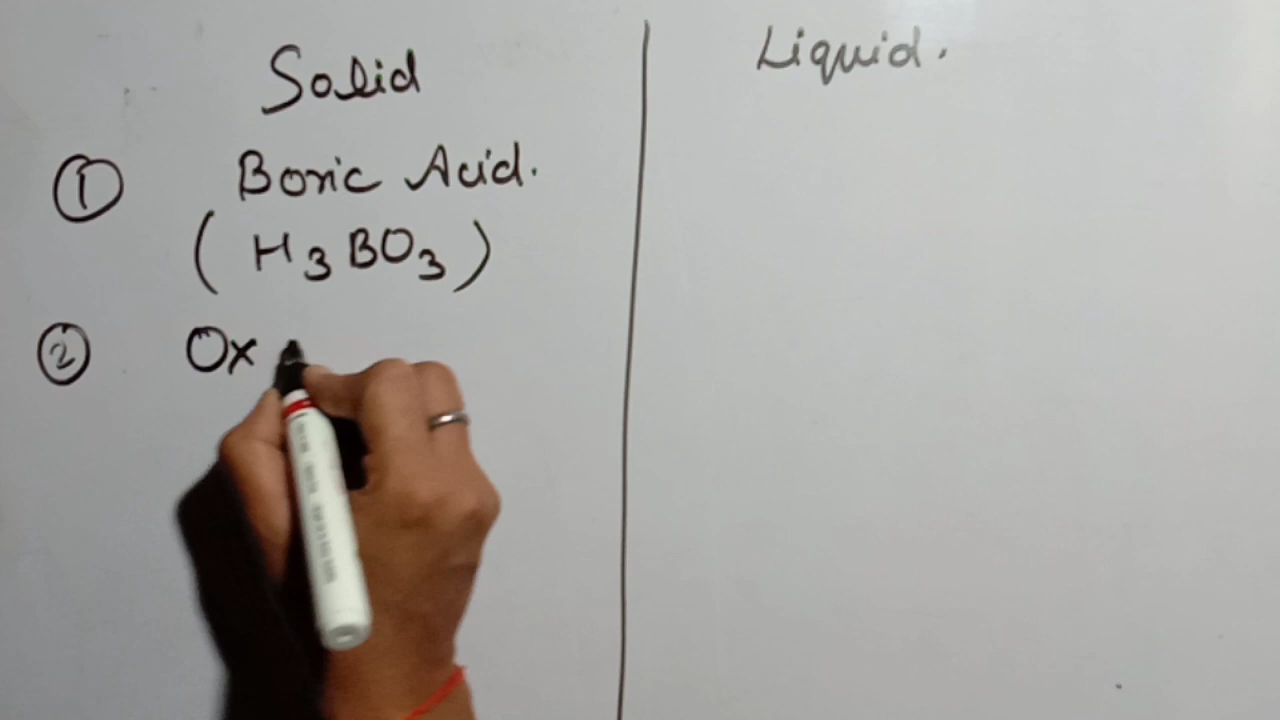 Solid
Liquid.
① Boric Acid.
(H₃BO₃)
② Ox